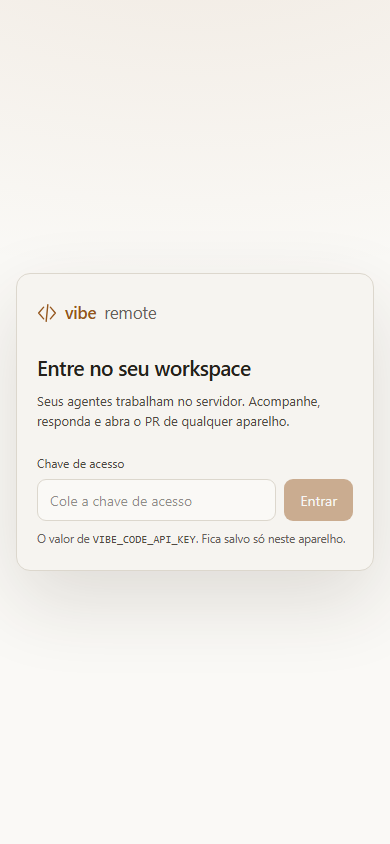 vibe remote
Entre no seu workspace
Seus agentes trabalham no servidor. Acompanhe,
responda e abra o PR de qualquer aparelho.
Chave de acesso
Cole a chave de acesso
Entrar
O valor de VIBE_CODE_API_KEY. Fica salvo só neste aparelho.